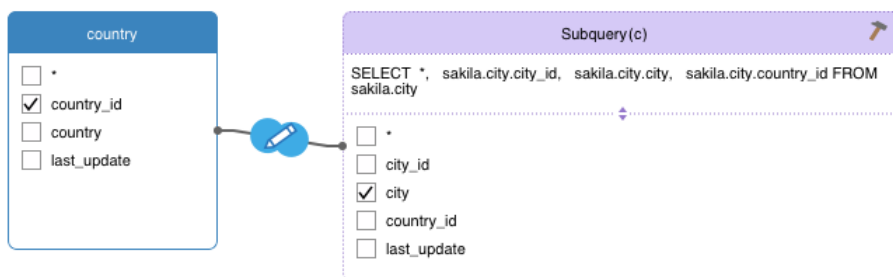 country
*
country_id
country
last_update
Subquery(c)
SELECT *, sakila.city.city_id, sakila.city.city, sakila.city.country_id FROM
sakila.city
*
city_id
city
country_id
last_update